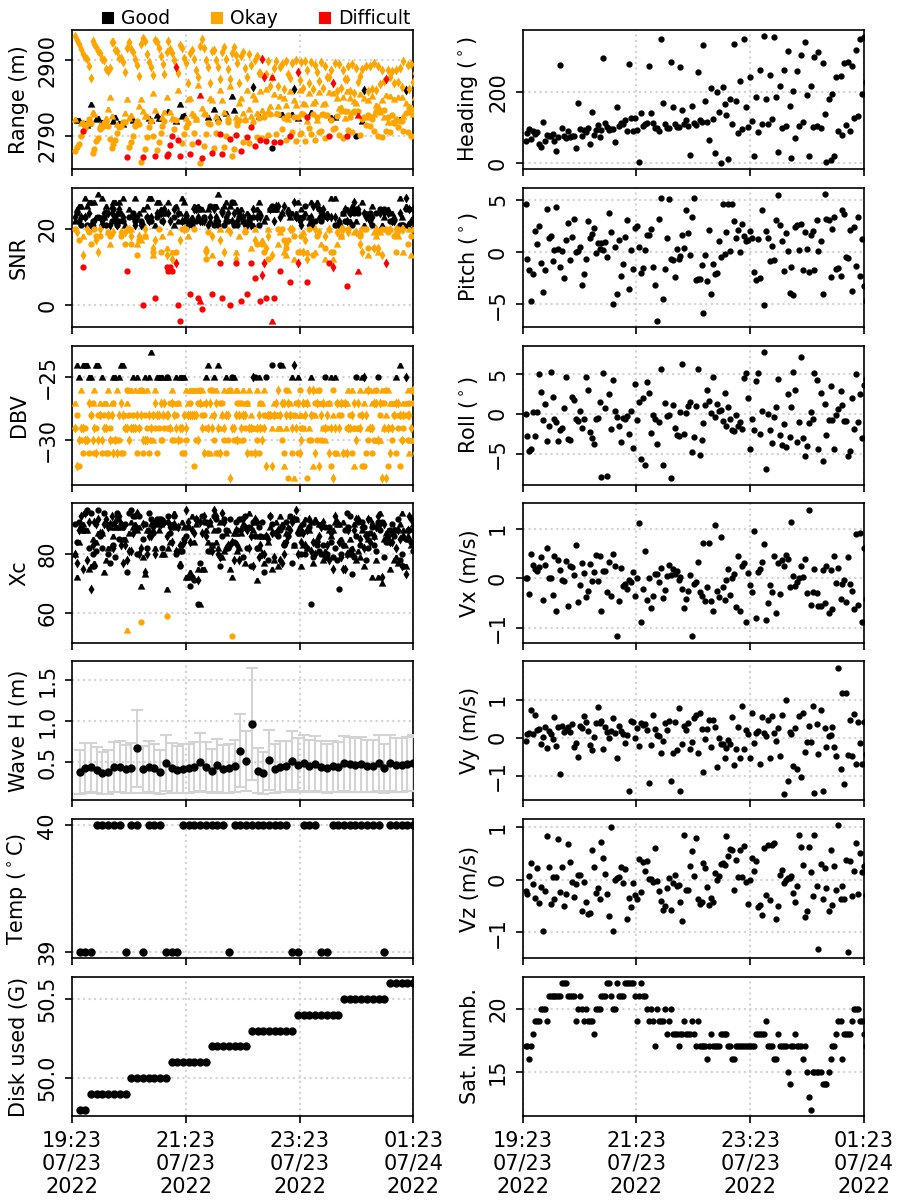 Good Okay Difficult
Range (m)
2900
2790
Heading (°)
200
0
SNR
20
0
Pitch (°)
5
0
−5
DBV
−25
−30
Roll (°)
5
0
−5
Xc
80
60
Vx (m/s)
1
0
−1
Wave H (m)
1.5
1.0
0.5
Vy (m/s)
1
0
−1
Temp (°C)
40
39
Vz (m/s)
1
0
−1
Disk used (G)
50.5
50.0
Sat. Numb.
20
15
19:23 21:23 23:23 01:23
07/23 07/23 07/23 07/24
2022 2022 2022 2022
19:23 21:23 23:23 01:23
07/23 07/23 07/23 07/24
2022 2022 2022 2022